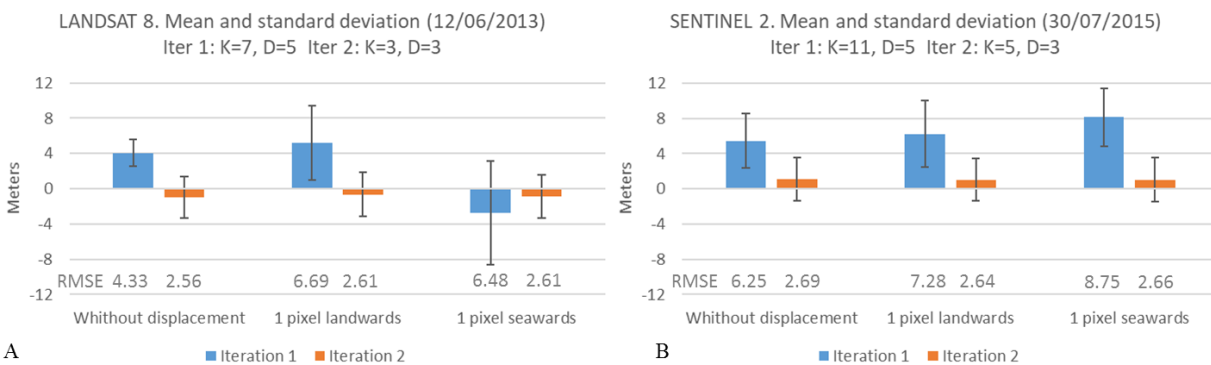 LANDSAT 8. Mean and standard deviation (12/06/2013)
Iter 1: K=7, D=5 Iter 2: K=3, D=3
12
8
4
0
-4
-8
-12
Meters
RMSE 4.33 2.56 6.69 2.61 6.48 2.61
Whithout displacement 1 pixel landwards 1 pixel seawards
Iteration 1 Iteration 2
A
SENTINEL 2. Mean and standard deviation (30/07/2015)
Iter 1: K=11, D=5 Iter 2: K=5, D=3
12
8
4
0
-4
-8
-12
Meters
RMSE 6.25 2.69 7.28 2.64 8.75 2.66
Whithout displacement 1 pixel landwards 1 pixel seawards
Iteration 1 Iteration 2
B